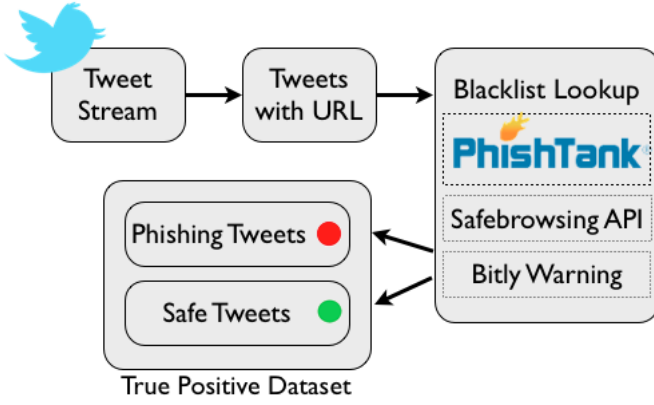 Tweet
Stream
Tweets
with URL
Blacklist Lookup
PhishTank
Safebrowsing API
Bitly Warning
Phishing Tweets
Safe Tweets
True Positive Dataset